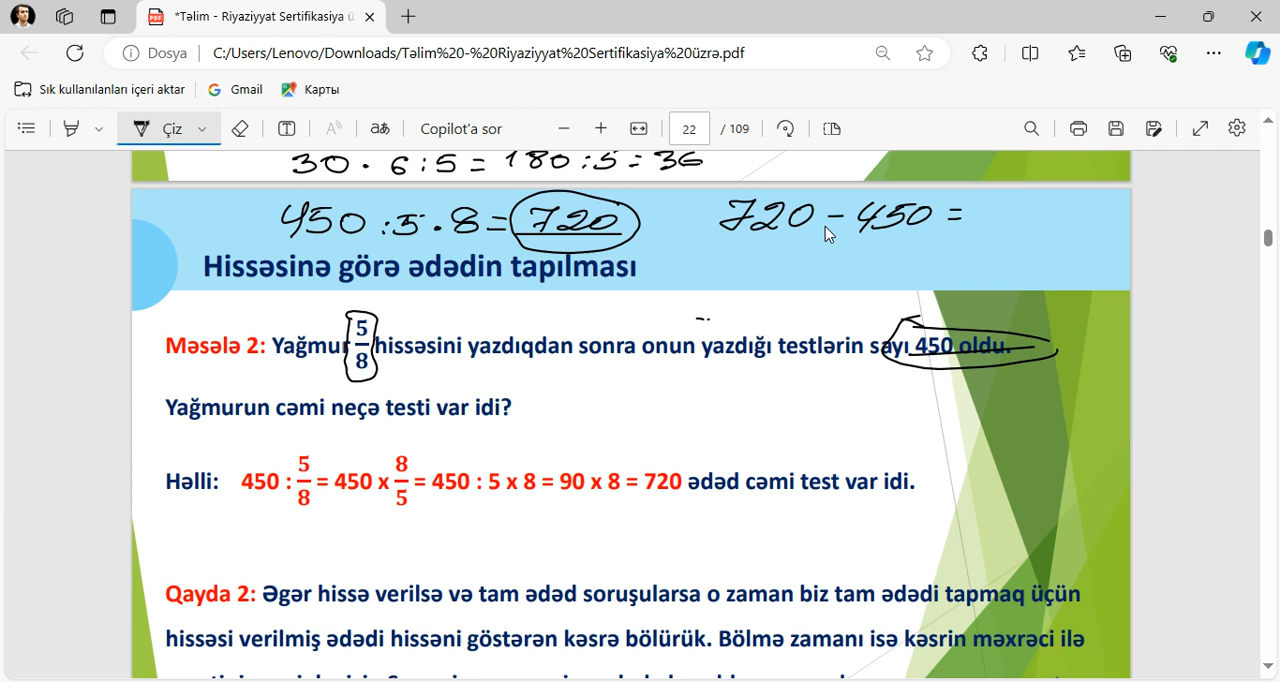 *Təlim - Riyaziyyat Sertifikasiya ü
Dosya C:/Users/Lenovo/Downloads/Təlim%20-%20Riyaziyyat%20Sertifikasiya%20üzrə.pdf
Sık kullanılanları içeri aktar Gmail Карты
Çiz aあ Copilot'a sor 22 / 109
30 · 6 : 5 = 180 : 5 = 36
450 : 5 · 8 = 720 720 - 450 =
Hissəsinə görə ədədin tapılması
Məsələ 2: Yağmur 5/8 hissəsini yazdıqdan sonra onun yazdığı testlərin sayı 450 oldu.
Yağmurun cəmi neçə testi var idi?
Həlli: 450 : 5/8 = 450 x 8/5 = 450 : 5 x 8 = 90 x 8 = 720 ədəd cəmi test var idi.
Qayda 2: Əgər hissə verilsə və tam ədəd soruşularsa o zaman biz tam ədədi tapmaq üçün
hissəsi verilmiş ədədi hissəni göstərən kəsrə bölürük. Bölmə zamanı isə kəsrin məxrəci ilə